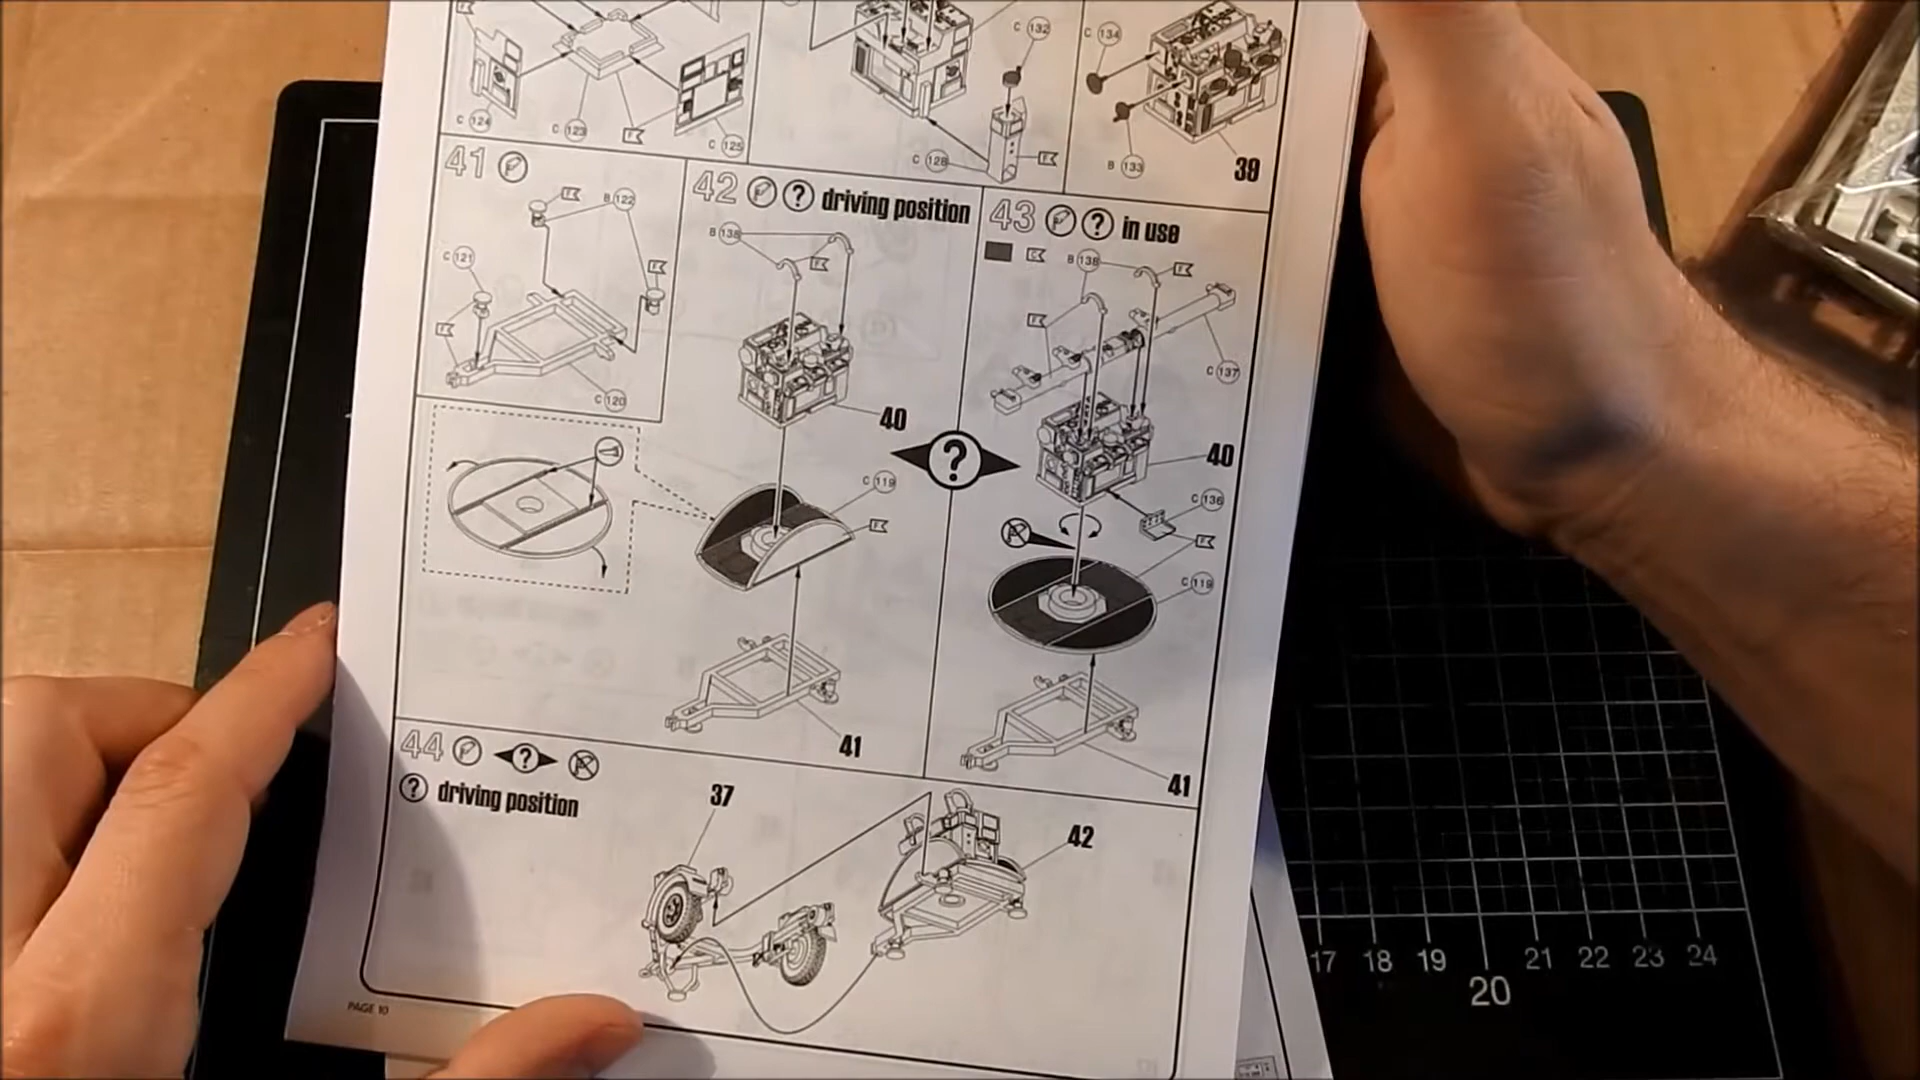 C 132
C 134
C 124
C 123
C 125
C 128
B 133
39
F
41
B 122
C 121
C 120
42 ? driving position
B 138
40
C 119
41
?
43 ? in use
B 138
C 137
40
C 136
C 119
41
44 ?
? driving position
37
42
PAGE 10
17 18 19 20 21 22 23 24